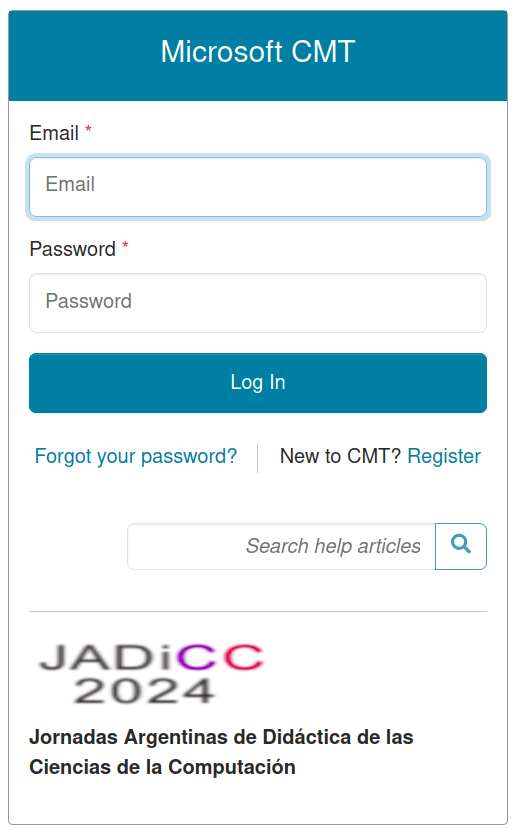 Microsoft CMT
Email *
Email
Password *
Password
Log In
Forgot your password?
New to CMT? Register
Search help articles
JADiCC
2024
Jornadas Argentinas de Didáctica de las
Ciencias de la Computación